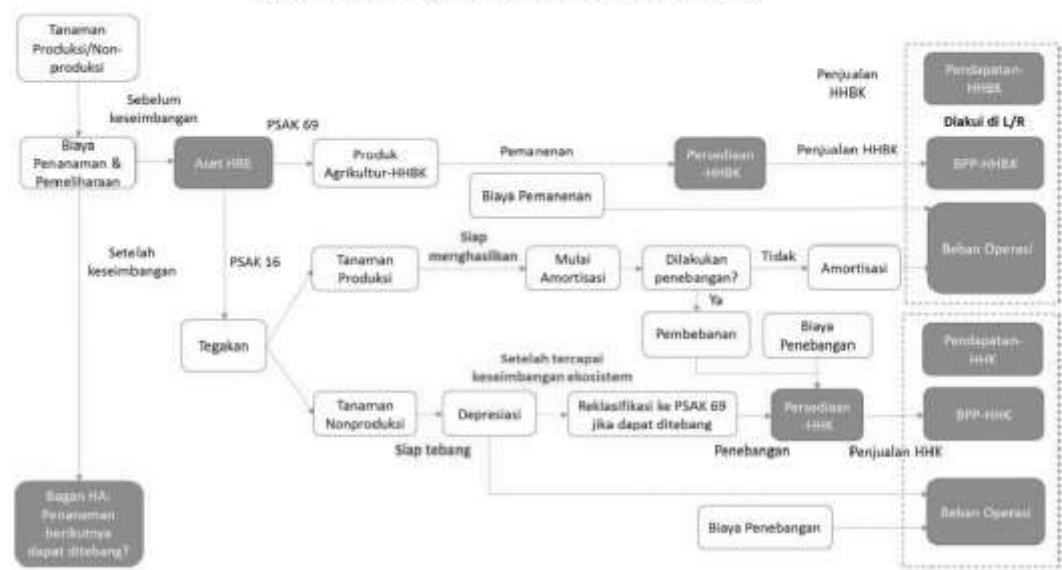 Tanaman
Produksi/Non-
produksi
Sebelum
keseimbangan
PSAK 69
Penjualan
HHBK
Pendapatan-
HHBK
Diakui di L/R
Biaya
Penanaman &
Pemeliharaan
Aset HRE
Produk
Agrikultur-HHBK
Pemanenan
Persediaan
-HHBK
Penjualan HHBK
BPP-HHBK
Biaya Pemanenan
Beban Operasi
Setelah
keseimbangan
PSAK 16
Tanaman
Produksi
Siap
menghasilkan
Mulai
Amortisasi
Dilakukan
penebangan?
Tidak
Amortisasi
Ya
Tegakan
Pembebanan
Biaya
Penebangan
Pendapatan-
HHK
Setelah tercapai
keseimbangan ekosistem
Tanaman
Nonproduksi
Siap tebang
Depresiasi
Reklasifikasi ke PSAK 69
jika dapat ditebang
Penebangan
Persediaan
-HHK
Penjualan HHK
BPP-HHK
Bagan HA:
Penanaman
berikutnya
dapat ditebang?
Biaya Penebangan
Beban Operasi